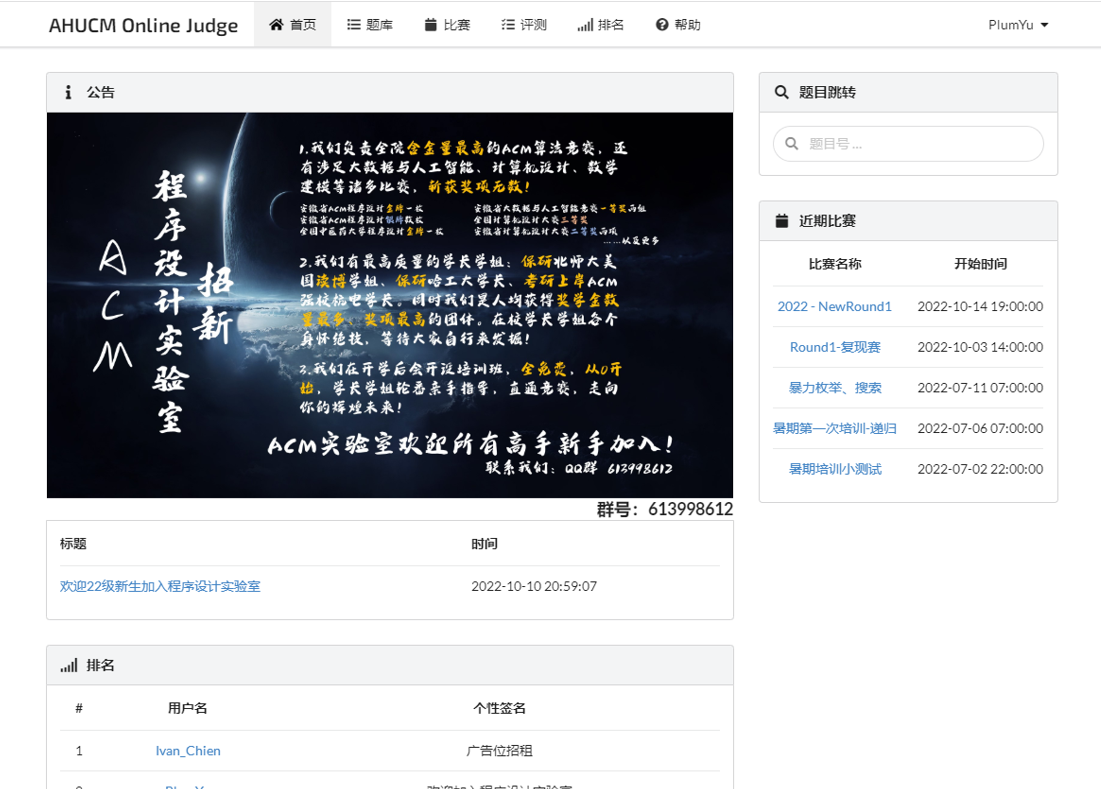 AHUCM Online Judge 首页 题库 比赛 评测 排名 帮助 PlumYu
公告
程序设计实验室
ACM
招新
1.我们负责全院含金量最高的ACM算法竞赛，还
有涉足大数据与人工智能、计算机设计、数学
建模等诸多比赛，斩获奖项无数！
安徽省ACM程序设计金牌一枚
安徽省ACM程序设计银牌数枚
全国中医药大学程序设计金牌一枚
安徽省大数据与人工智能竞赛一等奖两组
全国计算机设计大赛三等奖
安徽省计算机设计大赛二等奖两项
......以及更多
2.我们有最高质量的学长学姐：保研北师大美
国读博学姐、保研哈工大学长、考研上岸ACM
强校杭电学长。同时我们是人均获得奖学金数
量最多、奖项最高的团体。在校学长学姐各个
身怀绝技，等待大家自行来发掘！
3.我们在开学后会开设培训班，全免费，从0开
始，学长学姐轮番亲手指导，直通竞赛，走向
你的辉煌未来！
ACM实验室欢迎所有高手新手加入！
联系我们：QQ群 613998612
群号：613998612
标题 时间
欢迎22级新生加入程序设计实验室 2022-10-10 20:59:07
排名
# 用户名 个性签名
1 Ivan_Chien 广告位招租
题目跳转
题目号 ...
近期比赛
比赛名称 开始时间
2022 - NewRound1 2022-10-14 19:00:00
Round1-复现赛 2022-10-03 14:00:00
暴力枚举、搜索 2022-07-11 07:00:00
暑期第一次培训-递归 2022-07-06 07:00:00
暑期培训小测试 2022-07-02 22:00:00